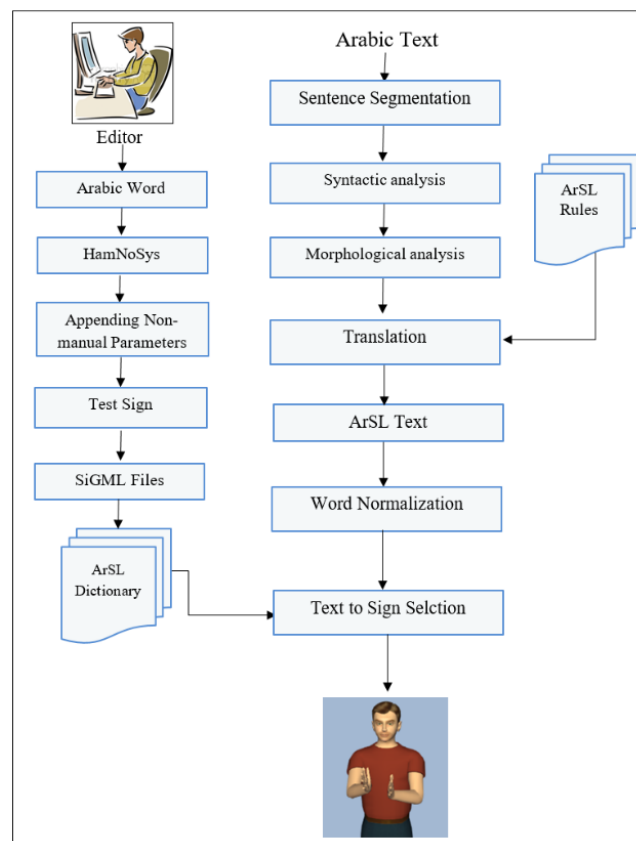 Editor
Arabic Word
HamNoSys
Appending Non-
manual Parameters
Test Sign
SiGML Files
ArSL
Dictionary
Arabic Text
Sentence Segmentation
Syntactic analysis
Morphological analysis
Translation
ArSL Text
Word Normalization
Text to Sign Selction
ArSL
Rules